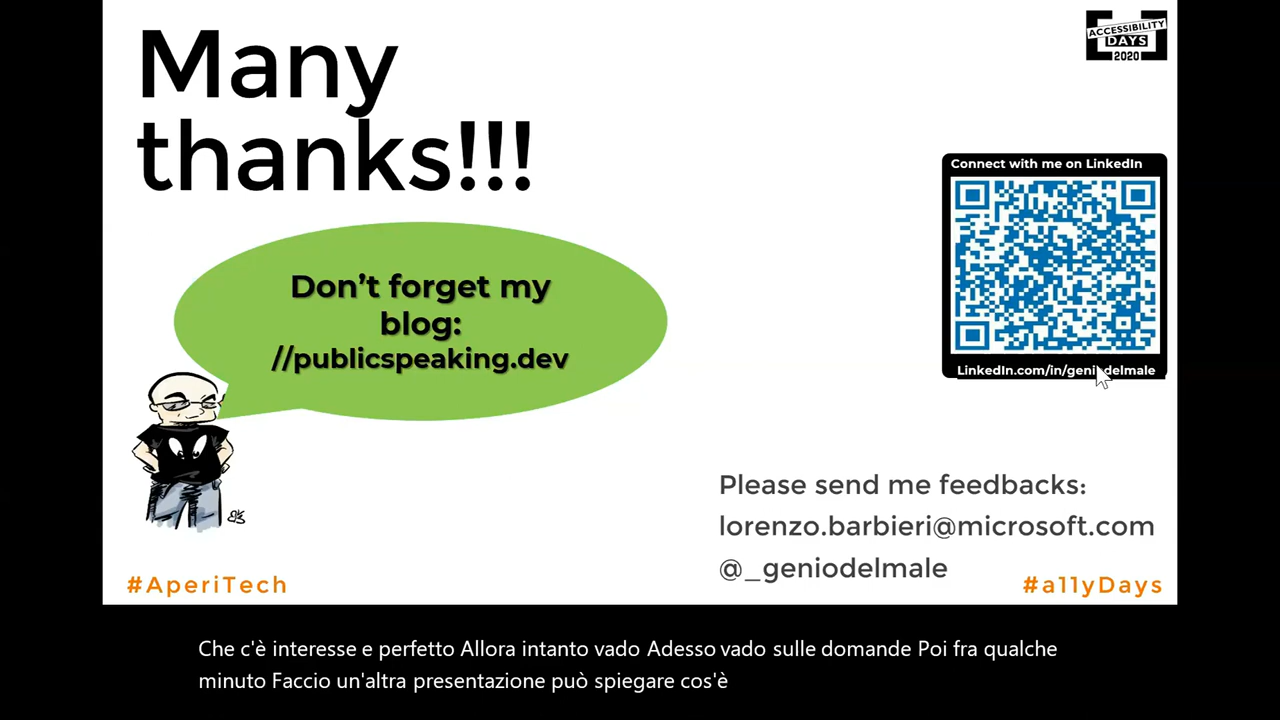 Many
thanks!!!
ACCESSIBILITY
DAYS
2020
Connect with me on LinkedIn
LinkedIn.com/in/geniodelmale
Don’t forget my
blog:
//publicspeaking.dev
Please send me feedbacks:
lorenzo.barbieri@microsoft.com
@_geniodelmale
#AperiTech
#a11yDays
Che c'è interesse e perfetto Allora intanto vado Adesso vado sulle domande Poi fra qualche
minuto Faccio un'altra presentazione può spiegare cos'è